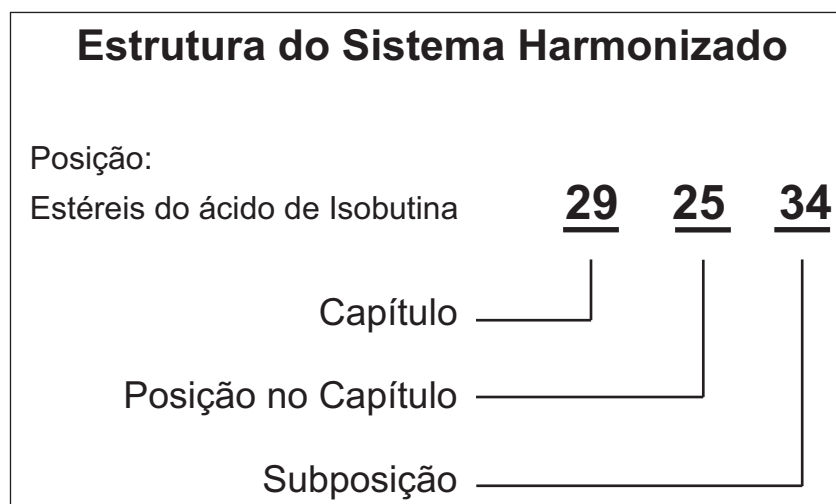 Estrutura do Sistema Harmonizado
Posição:
Estéreis do ácido de Isobutina 29 25 34
Capítulo
Posição no Capítulo
Subposição